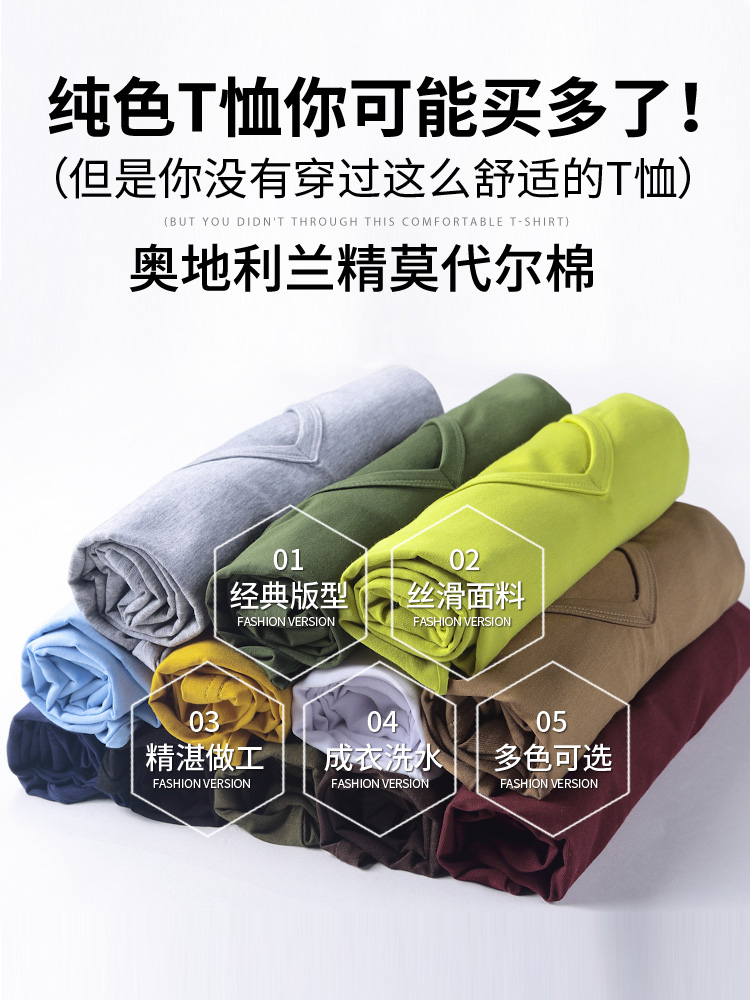 纯色T恤你可能买多了！
（但是你没有穿过这么舒适的T恤）
(BUT YOU DIDN'T THROUGH THIS COMFORTABLE T-SHIRT)
奥地利兰精莫代尔棉
01
经典版型
FASHION VERSION
02
丝滑面料
FASHION VERSION
03
精湛做工
FASHION VERSION
04
成衣洗水
FASHION VERSION
05
多色可选
FASHION VERSION